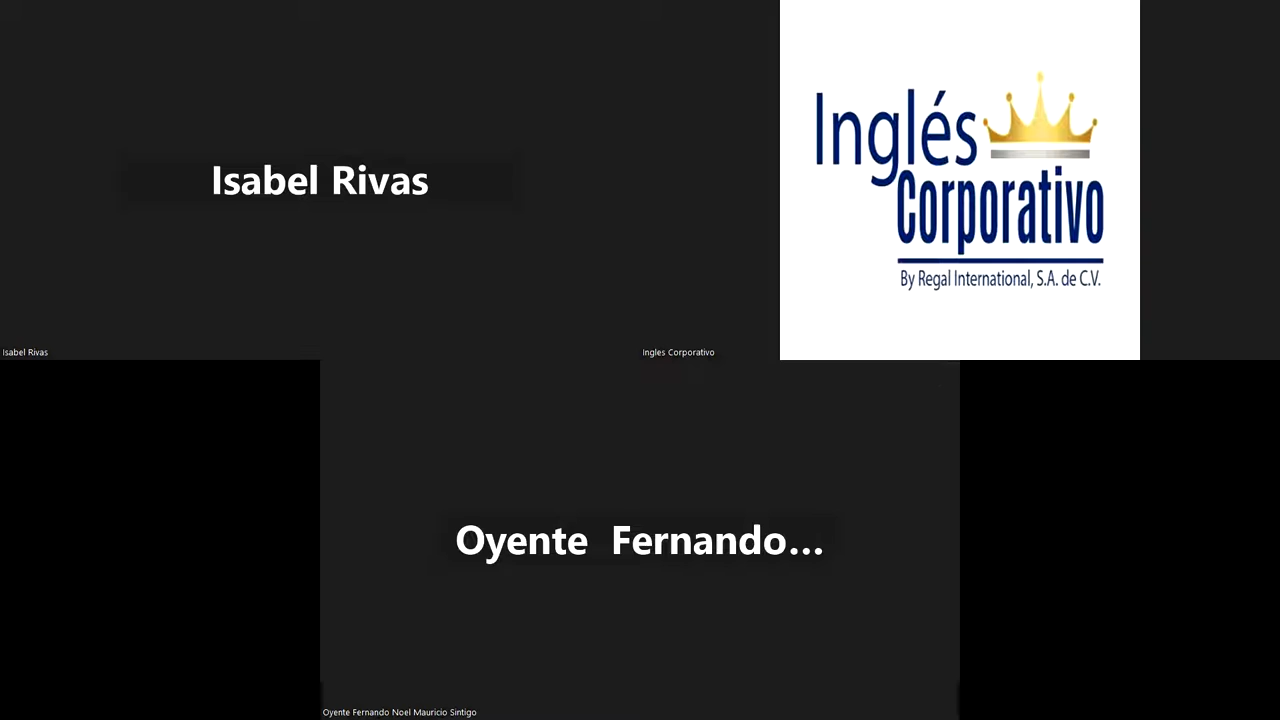 Isabel Rivas
Isabel Rivas
Inglés
Corporativo
By Regal International, S.A. de C.V.
Ingles Corporativo
Oyente  Fernando...
Oyente Fernando Noel Mauricio Sintigo